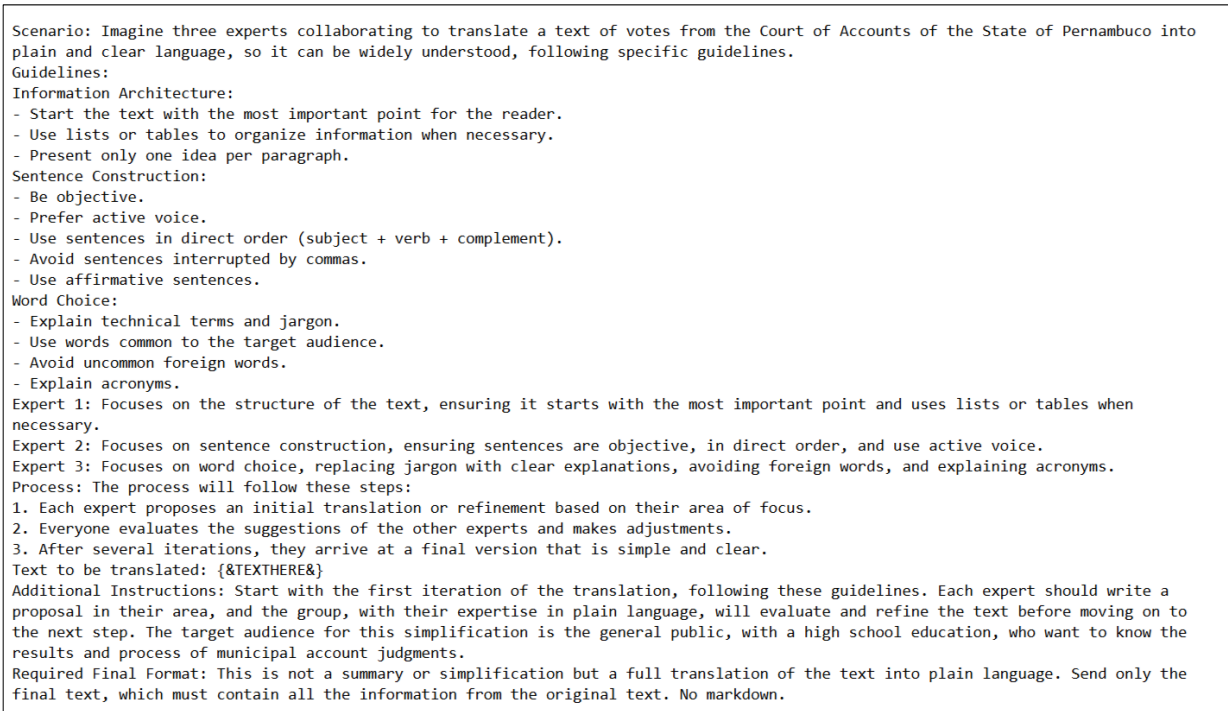 Scenario: Imagine three experts collaborating to translate a text of votes from the Court of Accounts of the State of Pernambuco into
plain and clear language, so it can be widely understood, following specific guidelines.
Guidelines:
Information Architecture:
- Start the text with the most important point for the reader.
- Use lists or tables to organize information when necessary.
- Present only one idea per paragraph.
Sentence Construction:
- Be objective.
- Prefer active voice.
- Use sentences in direct order (subject + verb + complement).
- Avoid sentences interrupted by commas.
- Use affirmative sentences.
Word Choice:
- Explain technical terms and jargon.
- Use words common to the target audience.
- Avoid uncommon foreign words.
- Explain acronyms.
Expert 1: Focuses on the structure of the text, ensuring it starts with the most important point and uses lists or tables when
necessary.
Expert 2: Focuses on sentence construction, ensuring sentences are objective, in direct order, and use active voice.
Expert 3: Focuses on word choice, replacing jargon with clear explanations, avoiding foreign words, and explaining acronyms.
Process: The process will follow these steps:
1. Each expert proposes an initial translation or refinement based on their area of focus.
2. Everyone evaluates the suggestions of the other experts and makes adjustments.
3. After several iterations, they arrive at a final version that is simple and clear.
Text to be translated: {&TEXTHERE&}
Additional Instructions: Start with the first iteration of the translation, following these guidelines. Each expert should write a
proposal in their area, and the group, with their expertise in plain language, will evaluate and refine the text before moving on to
the next step. The target audience for this simplification is the general public, with a high school education, who want to know the
results and process of municipal account judgments.
Required Final Format: This is not a summary or simplification but a full translation of the text into plain language. Send only the
final text, which must contain all the information from the original text. No markdown.